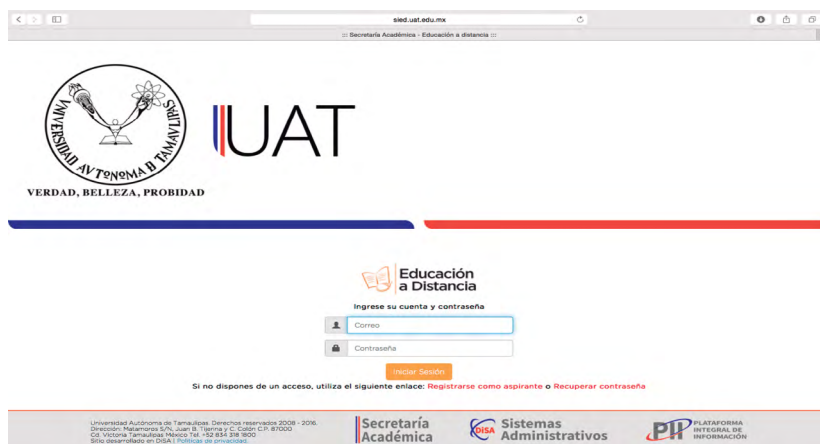 sied.uat.edu.mx
::: Secretaría Académica - Educación a distancia :::
VNIVERSIDAD AVTONOMA D TAMAVLIPAS
UAT
VERDAD, BELLEZA, PROBIDAD
Educación
a Distancia
Ingrese su cuenta y contraseña
Correo
Contraseña
Iniciar Sesión
Si no dispones de un acceso, utiliza el siguiente enlace: Registrarse como aspirante o Recuperar contraseña
Universidad Autónoma de Tamaulipas. Derechos reservados 2008 - 2016.
Dirección: Matamoros S/N, Juan B. Tijerina y C. Colón C.P. 87000
Cd. Victoria Tamaulipas México Tel. +52 834 318 1800
Sitio desarrollado en DISA | Políticas de privacidad.
Secretaría
Académica
DISA
Sistemas
Administrativos
PII
PLATAFORMA
INTEGRAL DE
INFORMACIÓN